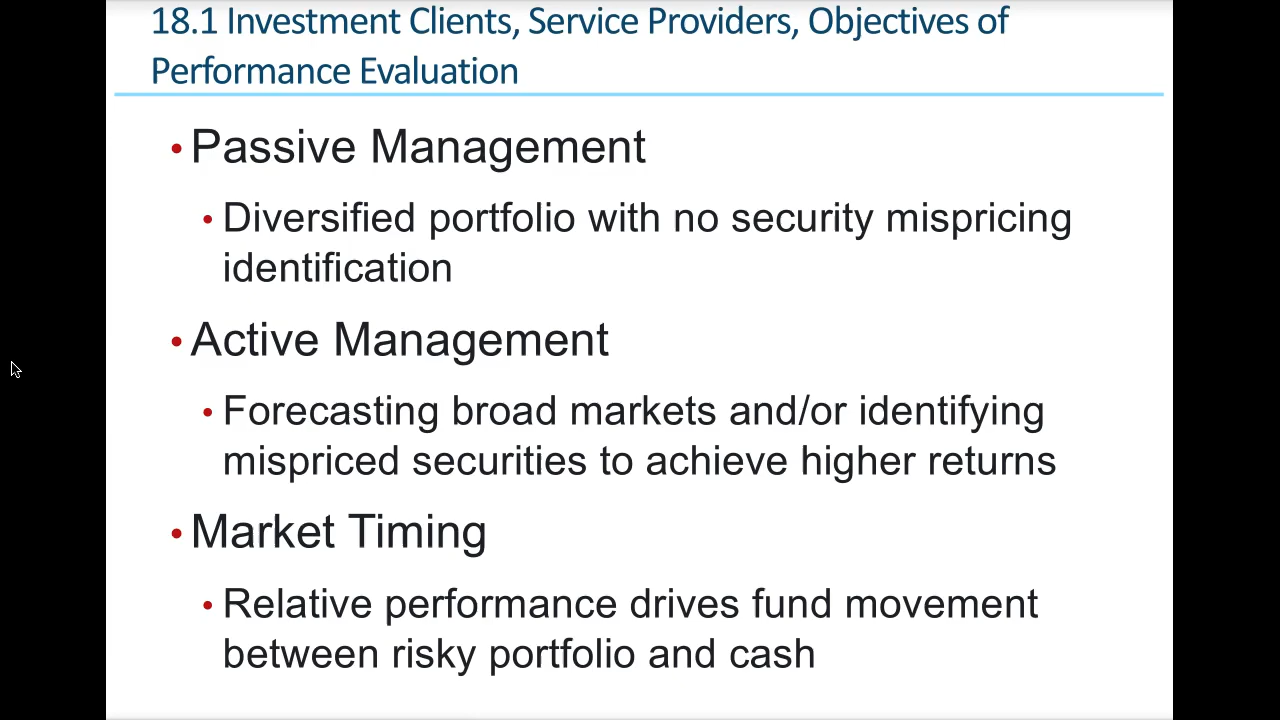 18.1 Investment Clients, Service Providers, Objectives of
Performance Evaluation
• Passive Management
• Diversified portfolio with no security mispricing
identification
• Active Management
• Forecasting broad markets and/or identifying
mispriced securities to achieve higher returns
• Market Timing
• Relative performance drives fund movement
between risky portfolio and cash